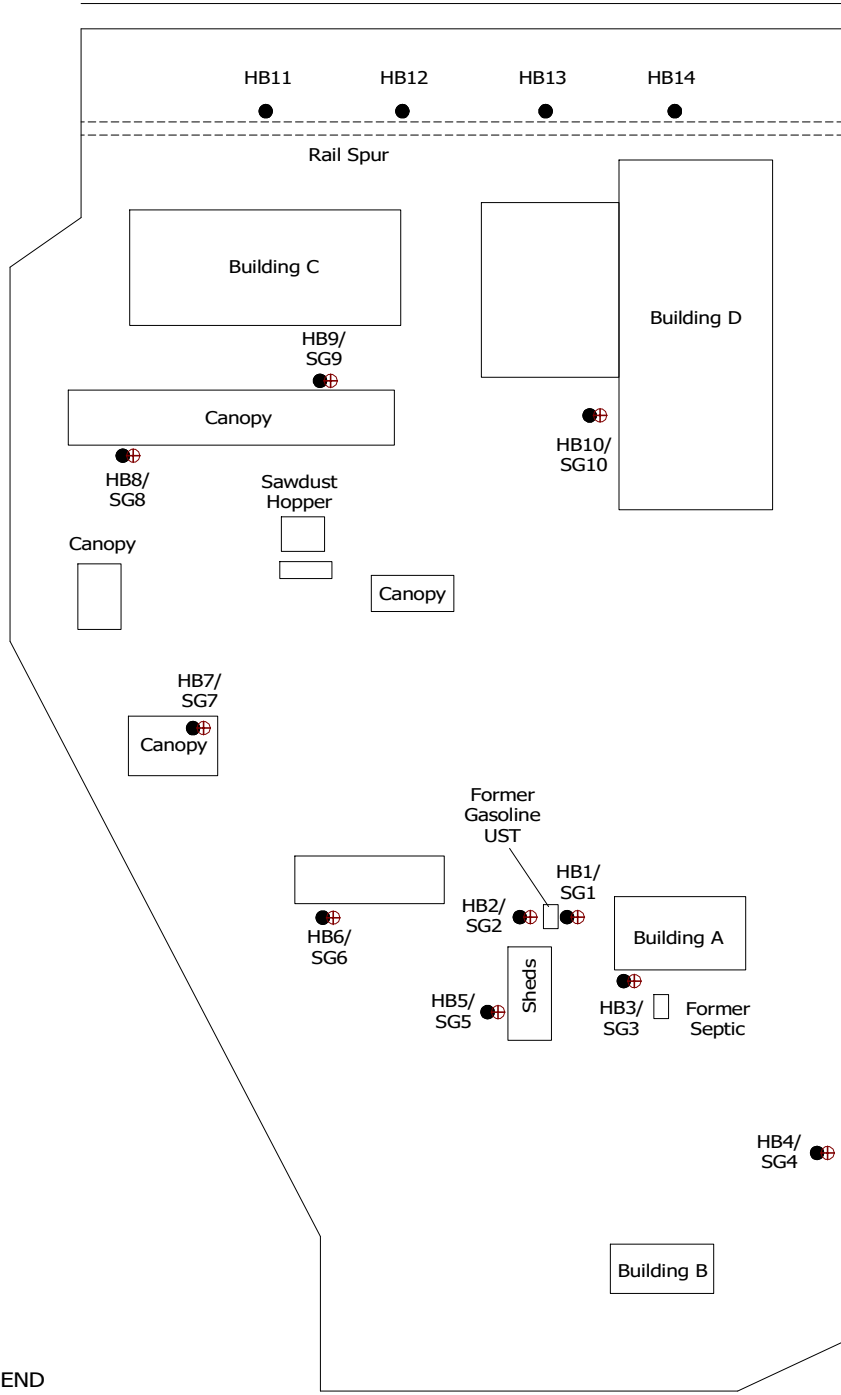 HB11
HB12
HB13
HB14
Rail Spur
Building C
Building D
HB9/
SG9
Canopy
HB10/
SG10
HB8/
SG8
Sawdust
Hopper
Canopy
Canopy
HB7/
SG7
Canopy
Former
Gasoline
UST
HB1/
SG1
HB2/
SG2
HB6/
SG6
Building A
Sheds
HB5/
SG5
HB3/
SG3
Former
Septic
HB4/
SG4
Building B
END